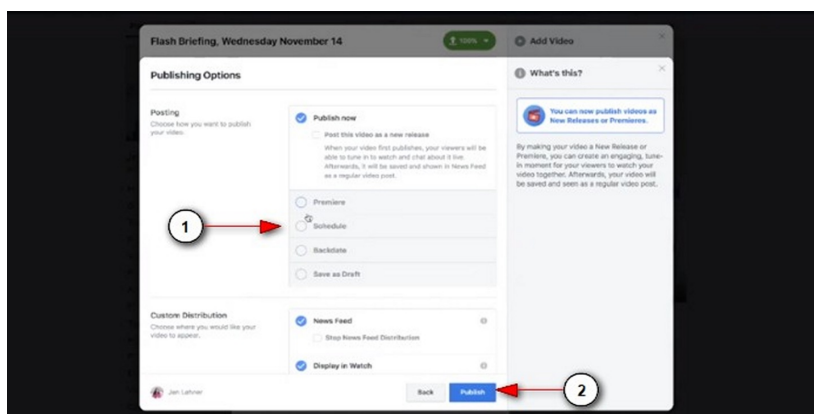 Flash Briefing, Wednesday November 14
100%
Add Video
Publishing Options
What's this?
Posting
Choose how you want to publish
your video.
Publish now
Post this video as a new release
When your video first publishes, your viewers will be
able to tune in to watch and chat about it live.
Afterwards, it will be saved and shown in News Feed
as a regular video post.
You can now publish videos as
New Releases or Premieres.
By making your video a New Release or
Premiere, you can create an engaging, tune-
in moment for your viewers to watch your
video together. Afterwards, your video will
be saved and seen as a regular video post.
Premiere
1
Schedule
Backdate
Save as Draft
Custom Distribution
Choose where you would like your
video to appear.
News Feed
Stop News Feed Distribution
Display in Watch
Jen Lehner
Back
Publish
2